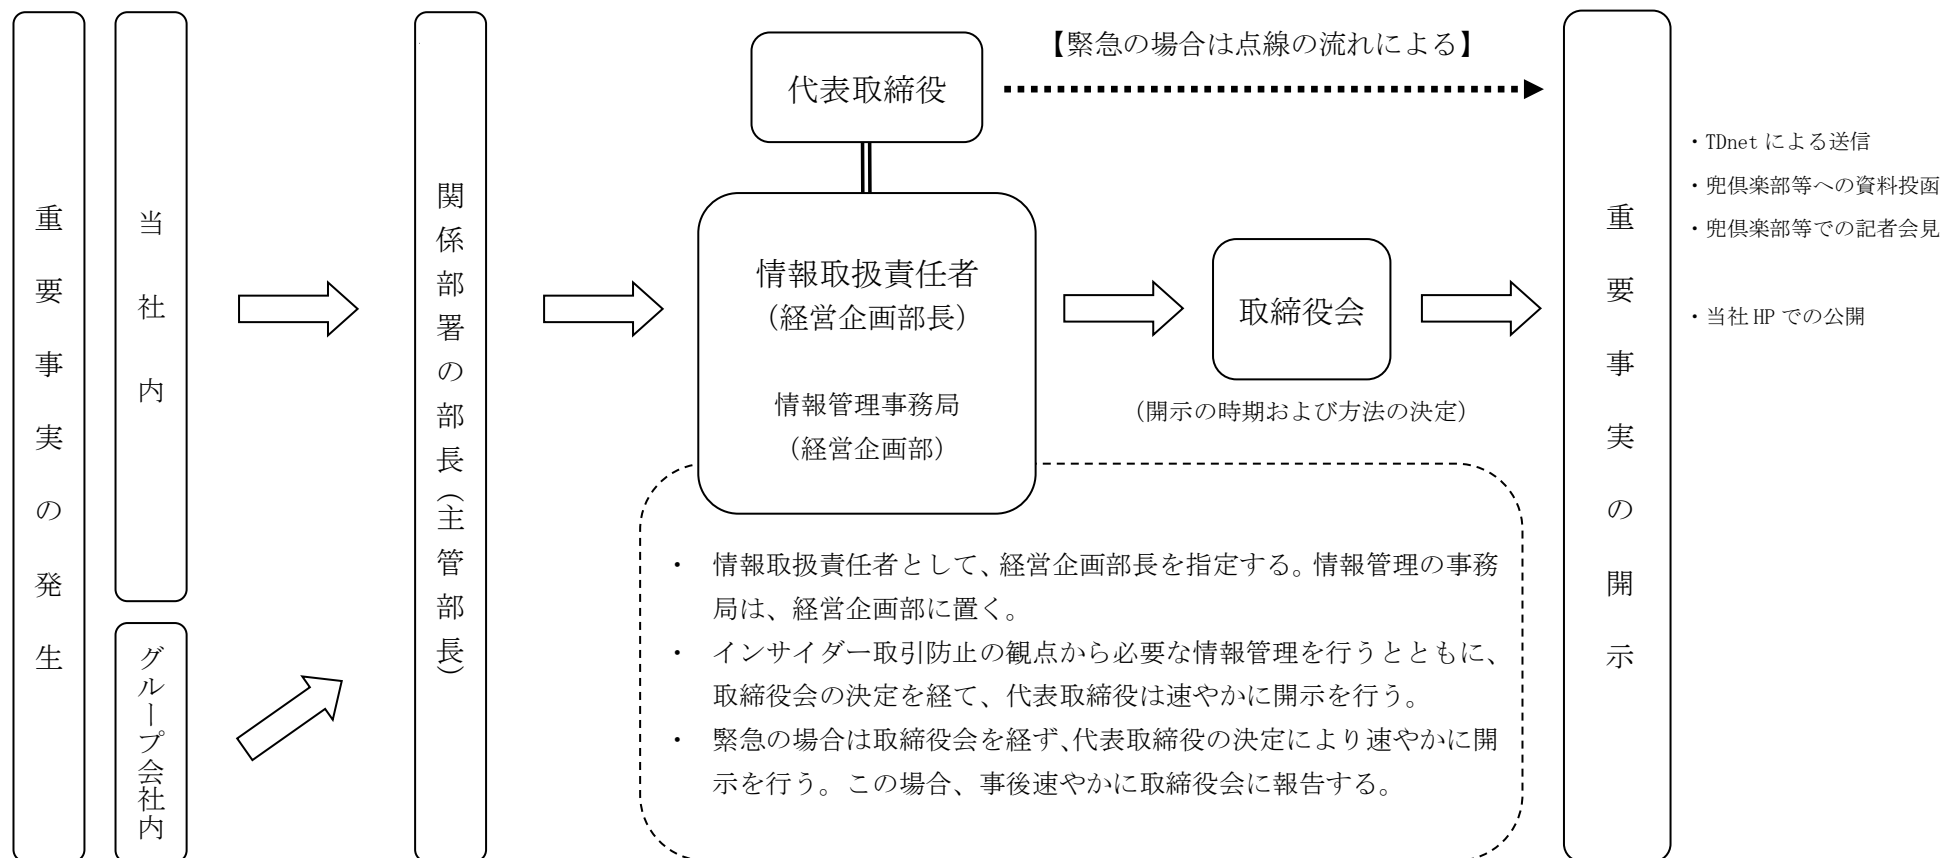 重要事実の発生
当社内
グループ会社内
関係部署の部長(主管部長)
代表取締役
【緊急の場合は点線の流れによる】
情報取扱責任者
(経営企画部長)
情報管理事務局
(経営企画部)
取締役会
(開示の時期および方法の決定)
・ 情報取扱責任者として、経営企画部長を指定する。情報管理の事務
局は、経営企画部に置く。
・ インサイダー取引防止の観点から必要な情報管理を行うとともに、
取締役会の決定を経て、代表取締役は速やかに開示を行う。
・ 緊急の場合は取締役会を経ず、代表取締役の決定により速やかに開
示を行う。この場合、事後速やかに取締役会に報告する。
重要事実の開示
・TDnet による送信
・兜倶楽部等への資料投函
・兜倶楽部等での記者会見
・当社 HP での公開